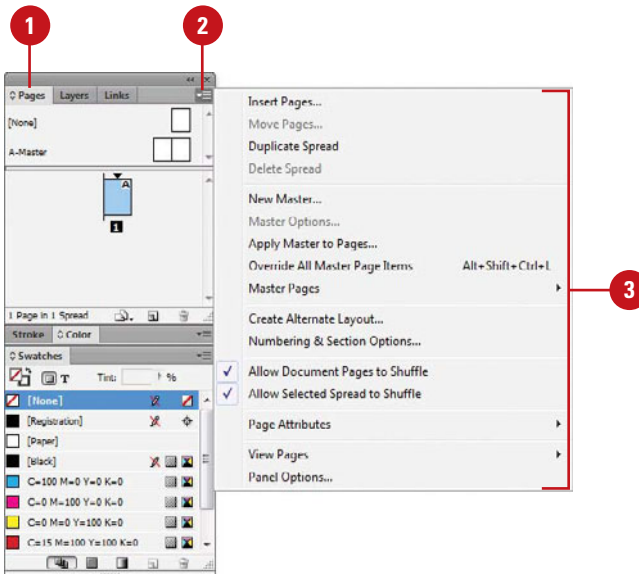 1
2
Pages Layers Links
[None]
A-Master
A
1
1 Page in 1 Spread
Stroke Color
Swatches
T Tint: %
[None]
[Registration]
[Paper]
[Black]
C=100 M=0 Y=0 K=0
C=0 M=100 Y=0 K=0
C=0 M=0 Y=100 K=0
C=15 M=100 Y=100 K=0
Insert Pages...
Move Pages...
Duplicate Spread
Delete Spread
New Master...
Master Options...
Apply Master to Pages...
Override All Master Page Items Alt+Shift+Ctrl+L
Master Pages
Create Alternate Layout...
Numbering & Section Options...
Allow Document Pages to Shuffle
Allow Selected Spread to Shuffle
Page Attributes
View Pages
Panel Options...
3